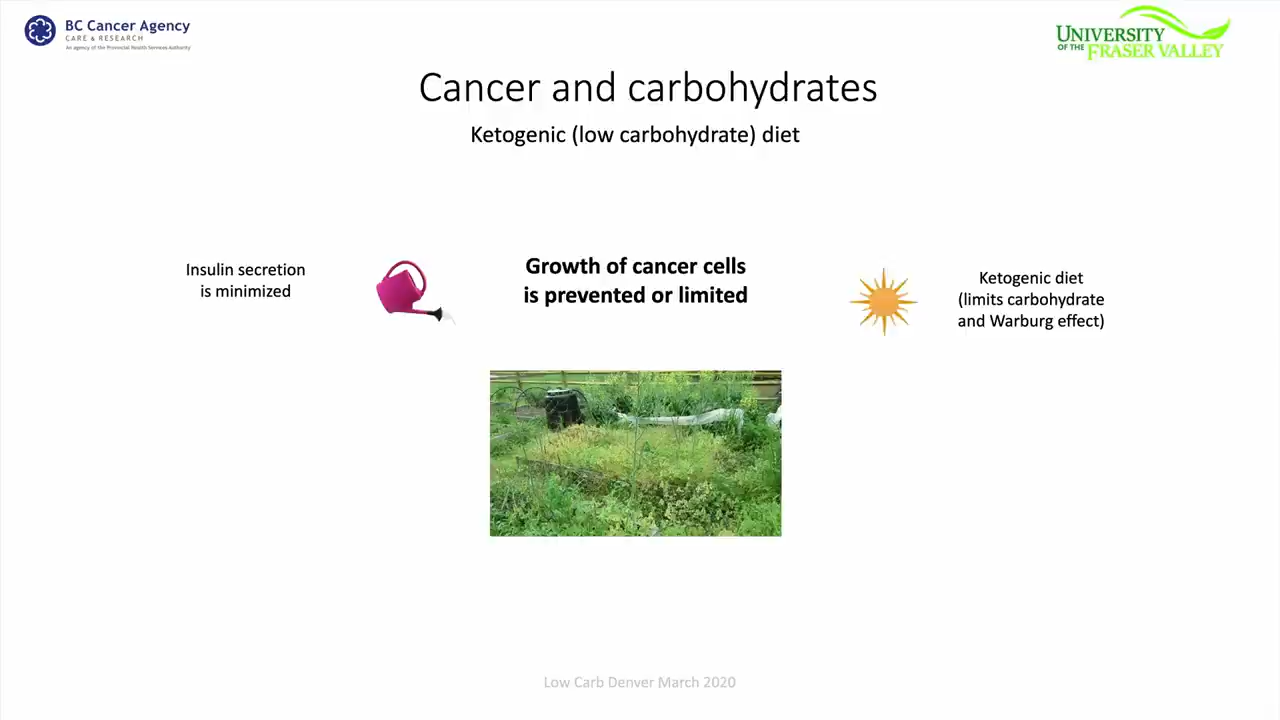 BC Cancer Agency
CARE & RESEARCH
An agency of the Provincial Health Services Authority
UNIVERSITY
OF THE FRASER VALLEY
Cancer and carbohydrates
Ketogenic (low carbohydrate) diet
Insulin secretion
is minimized
Growth of cancer cells
is prevented or limited
Ketogenic diet
(limits carbohydrate
and Warburg effect)
Low Carb Denver March 2020